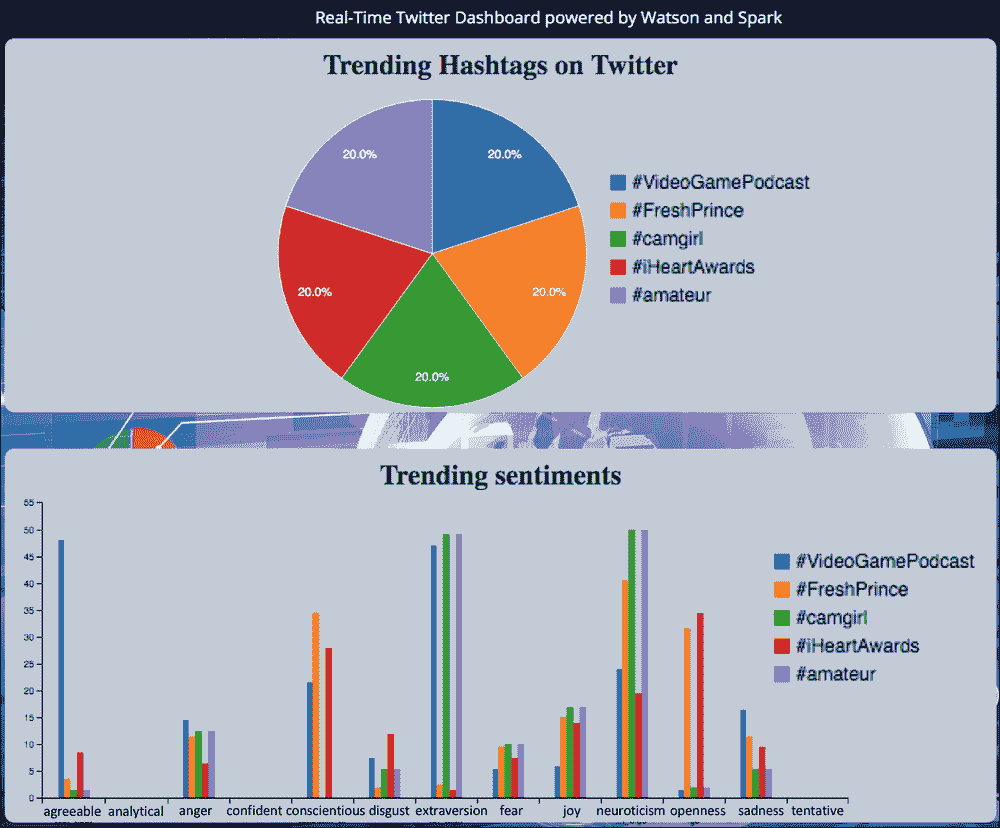 Real-Time Twitter Dashboard powered by Watson and Spark
Trending Hashtags on Twitter
20.0%
20.0%
20.0%
20.0%
20.0%
#VideoGamePodcast
#FreshPrince
#camgirl
#iHeartAwards
#amateur
Trending sentiments
55
50
45
40
35
30
25
20
15
10
5
0
#VideoGamePodcast
#FreshPrince
#camgirl
#iHeartAwards
#amateur
agreeable analytical anger confident conscientious disgust extraversion fear joy neuroticism openness sadness tentative